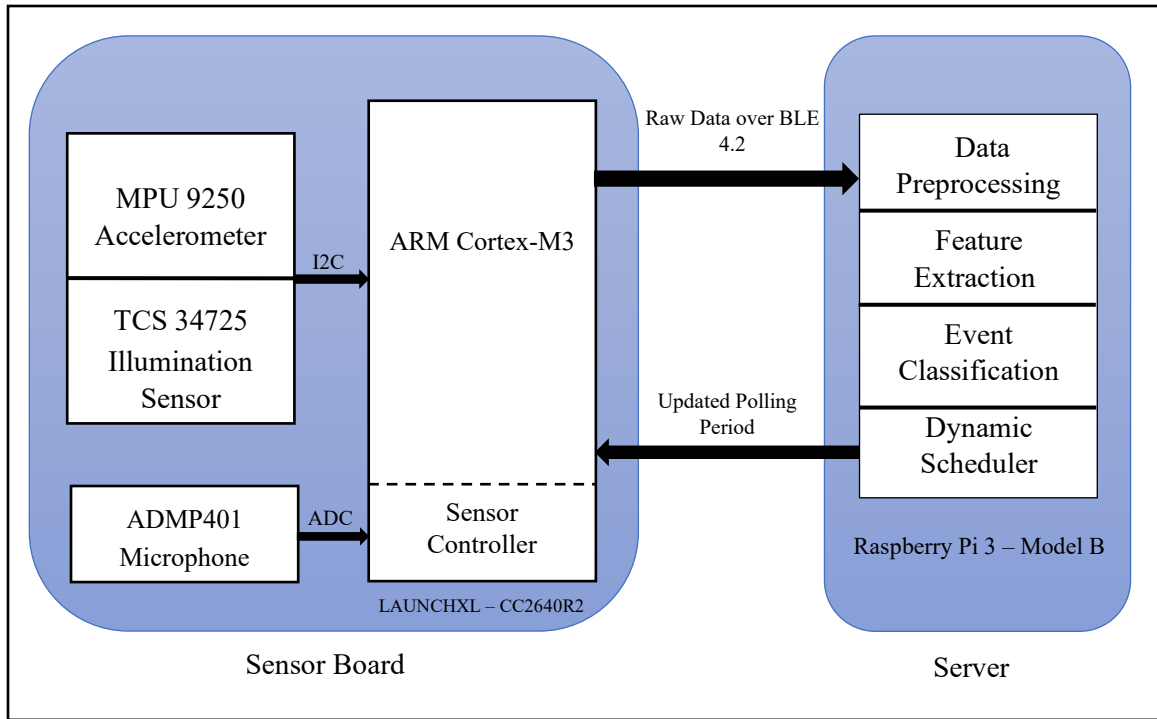 MPU 9250
Accelerometer
TCS 34725
Illumination
Sensor
I2C
ADMP401
Microphone
ADC
ARM Cortex-M3
Sensor
Controller
LAUNCHXL – CC2640R2
Sensor Board
Raw Data over BLE
4.2
Updated Polling
Period
Data
Preprocessing
Feature
Extraction
Event
Classification
Dynamic
Scheduler
Raspberry Pi 3 – Model B
Server